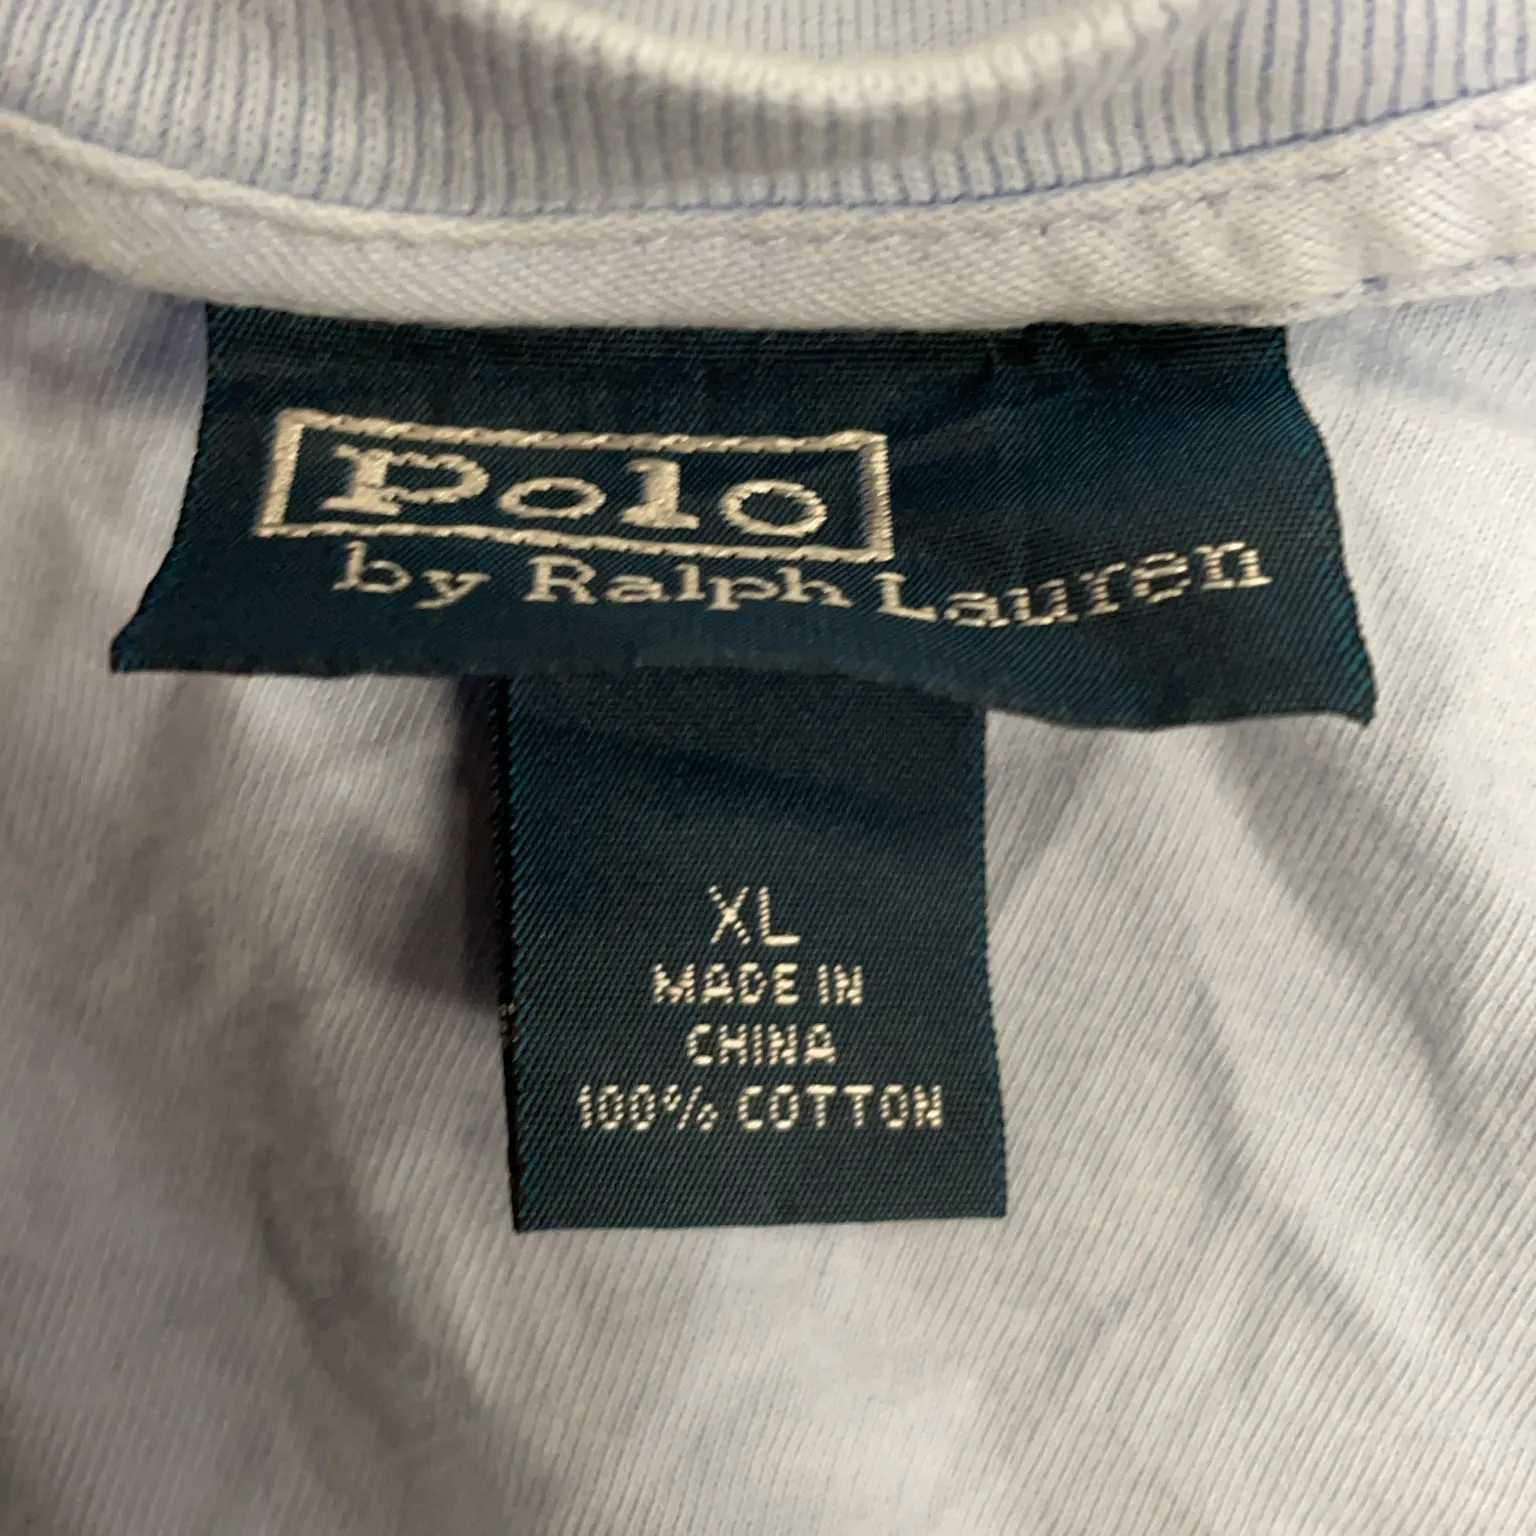 Polo
by Ralph Lauren
XL
MADE IN
CHINA
100% COTTON